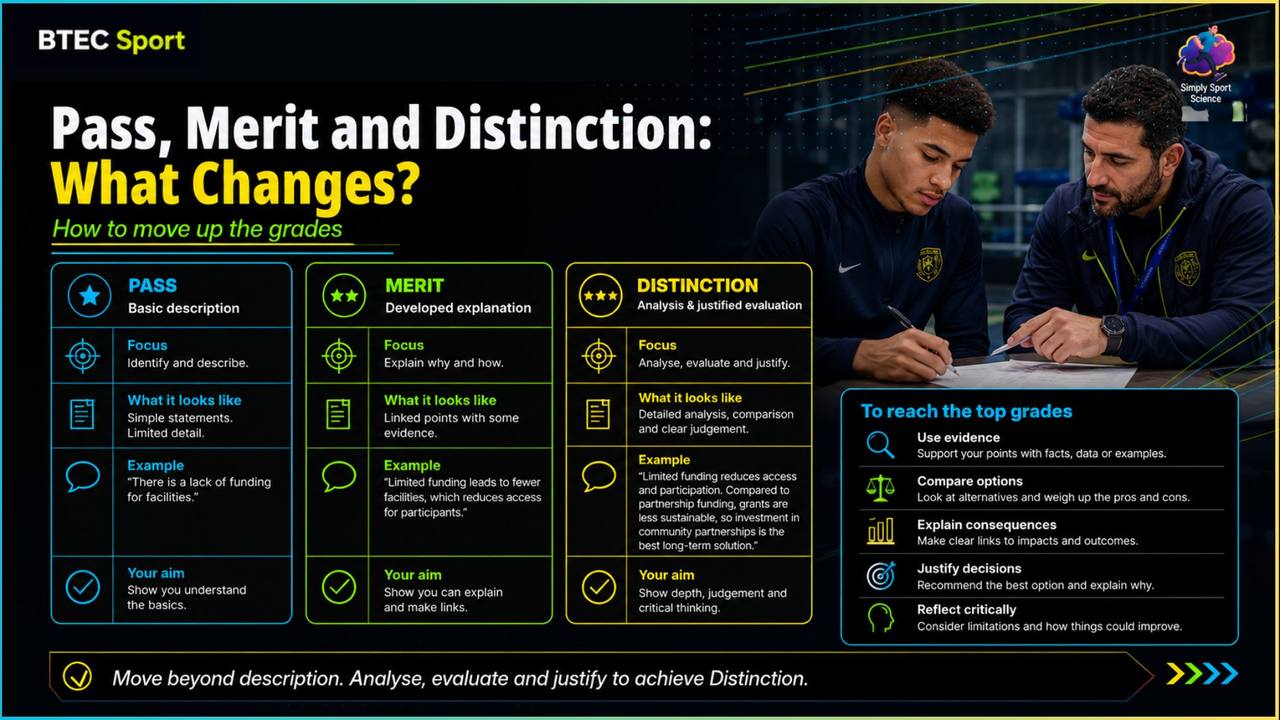 BTEC Sport
Simply Sport
Science
Pass, Merit and Distinction:
What Changes?
How to move up the grades
PASS
Basic description
Focus
Identify and describe.
What it looks like
Simple statements.
Limited detail.
Example
“There is a lack of funding
for facilities.”
Your aim
Show you understand
the basics.
MERIT
Developed explanation
Focus
Explain why and how.
What it looks like
Linked points with some
evidence.
Example
“Limited funding leads to fewer
facilities, which reduces access
for participants.”
Your aim
Show you can explain
and make links.
DISTINCTION
Analysis & justified evaluation
Focus
Analyse, evaluate and justify.
What it looks like
Detailed analysis, comparison
and clear judgement.
Example
“Limited funding reduces access
and participation. Compared to
partnership funding, grants are
less sustainable, so investment in
community partnerships is the
best long-term solution.”
Your aim
Show depth, judgement and
critical thinking.
To reach the top grades
Use evidence
Support your points with facts, data or examples.
Compare options
Look at alternatives and weigh up the pros and cons.
Explain consequences
Make clear links to impacts and outcomes.
Justify decisions
Recommend the best option and explain why.
Reflect critically
Consider limitations and how things could improve.
Move beyond description. Analyse, evaluate and justify to achieve Distinction.